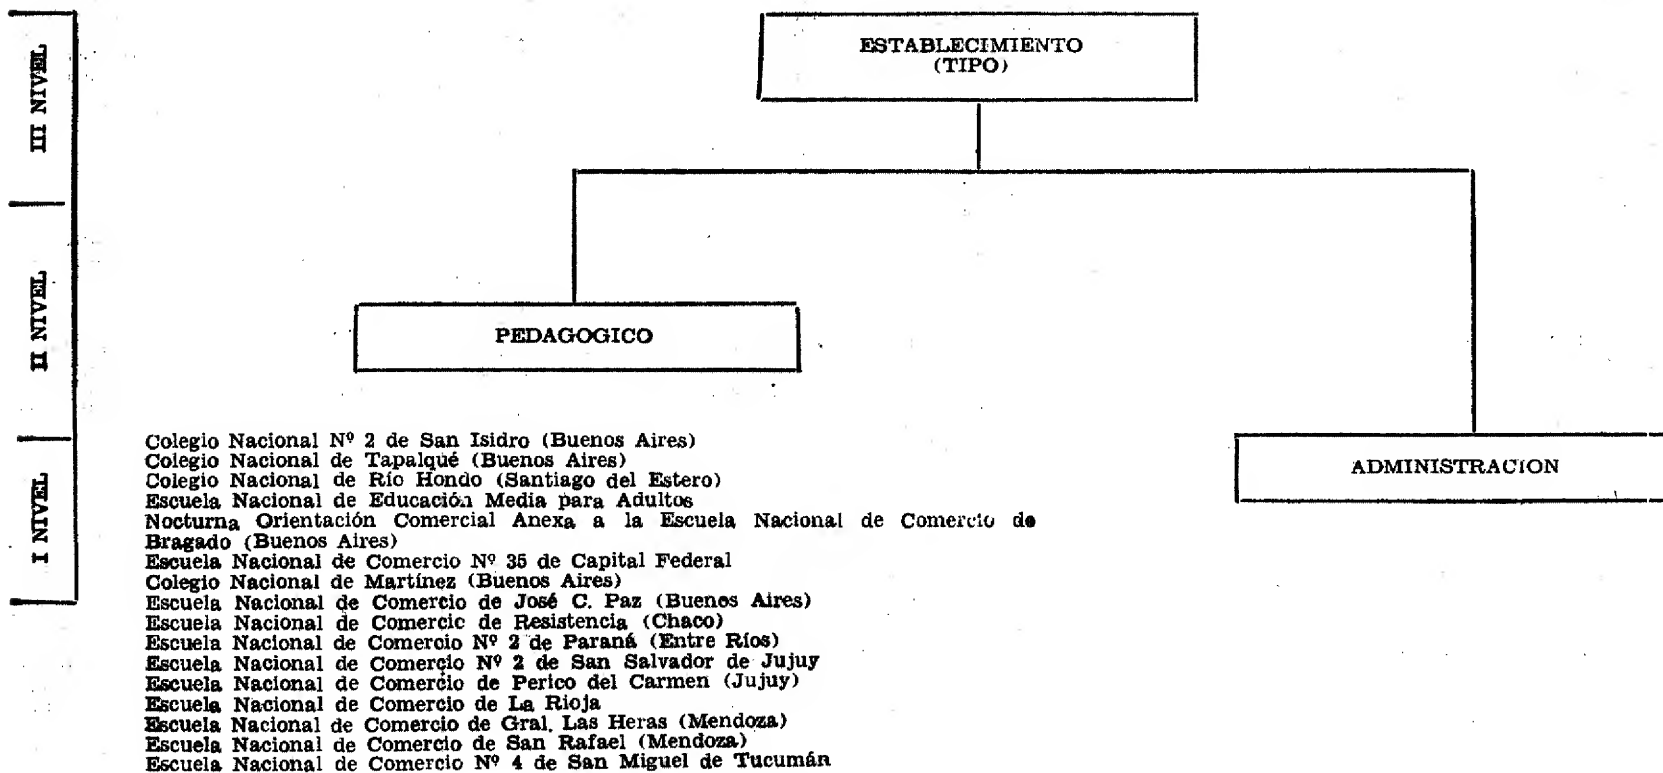 III NIVEL
II NIVEL
I NIVEL
ESTABLECIMIENTO
(TIPO)
PEDAGOGICO
ADMINISTRACION
Colegio Nacional Nº 2 de San Isidro (Buenos Aires)
Colegio Nacional de Tapalqué (Buenos Aires)
Colegio Nacional de Río Hondo (Santiago del Estero)
Escuela Nacional de Educación Media para Adultos
Nocturna Orientación Comercial Anexa a la Escuela Nacional de Comercio de
Bragado (Buenos Aires)
Escuela Nacional de Comercio Nº 35 de Capital Federal
Colegio Nacional de Martínez (Buenos Aires)
Escuela Nacional de Comercio de José C. Paz (Buenos Aires)
Escuela Nacional de Comercic de Resistencia (Chaco)
Escuela Nacional de Comercio Nº 2 de Paraná (Entre Ríos)
Escuela Nacional de Comercio Nº 2 de San Salvador de Jujuy
Escuela Nacional de Comercio de Perico del Carmen (Jujuy)
Escuela Nacional de Comercio de La Rioja
Escuela Nacional de Comercio de Gral. Las Heras (Mendoza)
Escuela Nacional de Comercio de San Rafael (Mendoza)
Escuela Nacional de Comercio Nº 4 de San Miguel de Tucumán